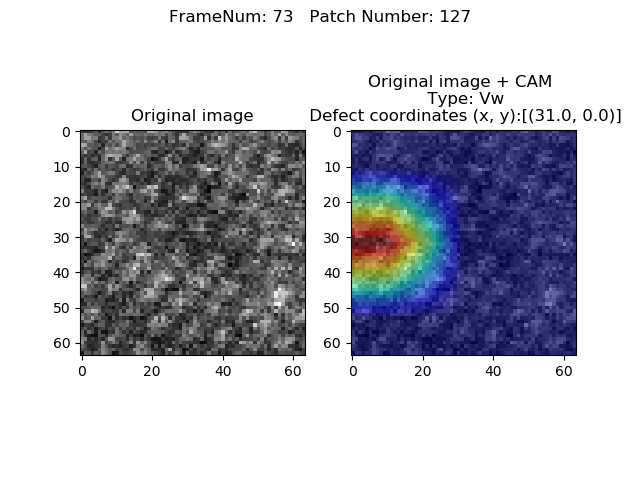 FrameNum: 73   Patch Number: 127
Original image
Original image + CAM
Type: Vw
Defect coordinates (x, y):[(31.0, 0.0)]
0
10
20
30
40
50
60
0 20 40 60
0
10
20
30
40
50
60
0 20 40 60